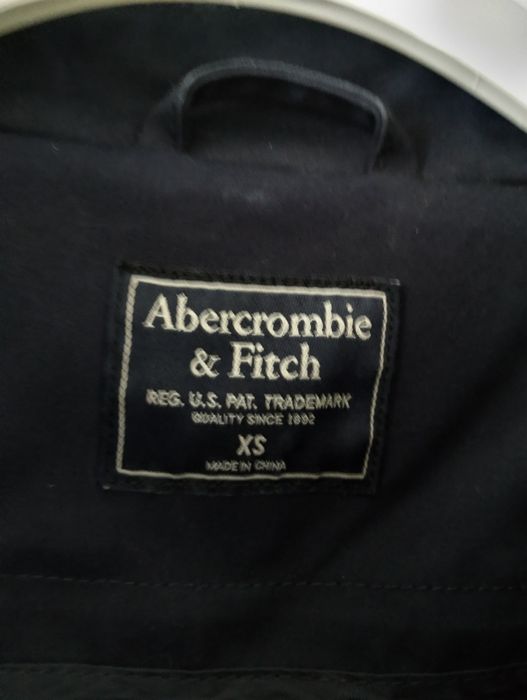 Abercrombie
& Fitch
REG. U.S. PAT. TRADEMARK
QUALITY SINCE 1892
XS
MADE IN CHINA